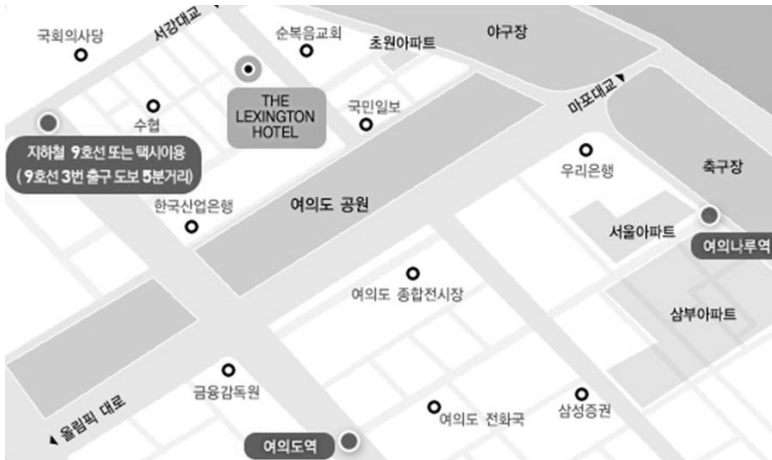 국회의사당
서강대교
순복음교회
초원아파트
야구장
마포대교
THE
LEXINGTON
HOTEL
국민일보
수협
지하철 9호선 또는 택시이용
( 9호선 3번 출구 도보 5분거리)
우리은행
축구장
한국산업은행
여의도 공원
서울아파트
여의나루역
여의도 종합전시장
삼부아파트
금융감독원
올림픽 대로
여의도 전화국
삼성증권
여의도역